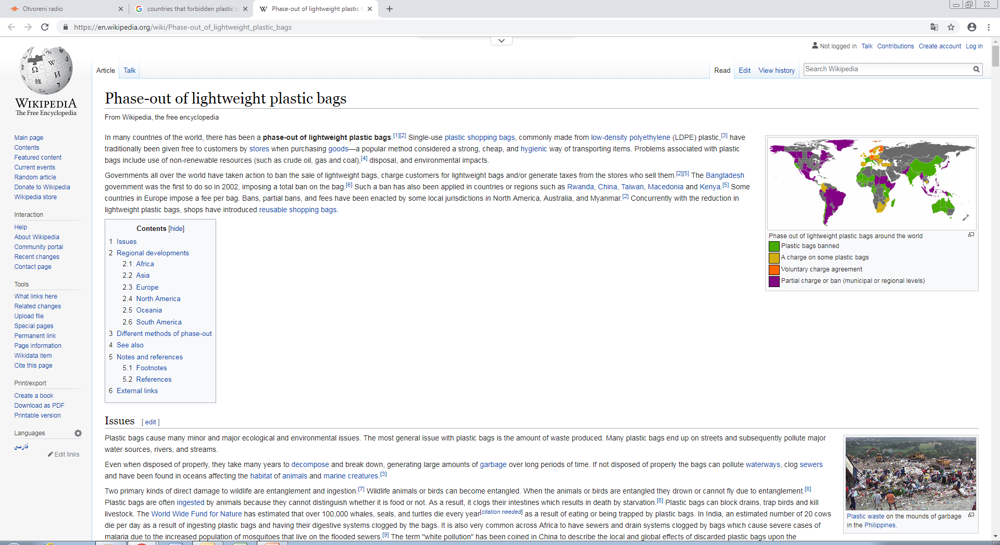 Otvoreni radio
countries that forbidden plastic b
Phase-out of lightweight plastic
https://en.wikipedia.org/wiki/Phase-out_of_lightweight_plastic_bags
Not logged in Talk Contributions Create account Log in
Article Talk
Read Edit View history Search Wikipedia
WIKIPEDIA
The Free Encyclopedia
Main page
Contents
Featured content
Current events
Random article
Donate to Wikipedia
Wikipedia store
Interaction
Help
About Wikipedia
Community portal
Recent changes
Contact page
Tools
What links here
Related changes
Upload file
Special pages
Permanent link
Page information
Wikidata item
Cite this page
Print/export
Create a book
Download as PDF
Printable version
Languages
فارسی
Edit links
Phase-out of lightweight plastic bags
From Wikipedia, the free encyclopedia
In many countries of the world, there has been a phase-out of lightweight plastic bags.[1][2] Single-use plastic shopping bags, commonly made from low-density polyethylene (LDPE) plastic,[3] have
traditionally been given free to customers by stores when purchasing goods—a popular method considered a strong, cheap, and hygienic way of transporting items. Problems associated with plastic
bags include use of non-renewable resources (such as crude oil, gas and coal),[4] disposal, and environmental impacts.
Governments all over the world have taken action to ban the sale of lightweight bags, charge customers for lightweight bags and/or generate taxes from the stores who sell them.[2][5] The Bangladesh
government was the first to do so in 2002, imposing a total ban on the bag.[6] Such a ban has also been applied in countries or regions such as Rwanda, China, Taiwan, Macedonia and Kenya.[5] Some
countries in Europe impose a fee per bag. Bans, partial bans, and fees have been enacted by some local jurisdictions in North America, Australia, and Myanmar.[2] Concurrently with the reduction in
lightweight plastic bags, shops have introduced reusable shopping bags.
Phase out of lightweight plastic bags around the world
Plastic bags banned
A charge on some plastic bags
Voluntary charge agreement
Partial charge or ban (municipal or regional levels)
Contents [hide]
1 Issues
2 Regional developments
2.1 Africa
2.2 Asia
2.3 Europe
2.4 North America
2.5 Oceania
2.6 South America
3 Different methods of phase-out
4 See also
5 Notes and references
5.1 Footnotes
5.2 References
6 External links
Issues [ edit ]
Plastic bags cause many minor and major ecological and environmental issues. The most general issue with plastic bags is the amount of waste produced. Many plastic bags end up on streets and subsequently pollute major
water sources, rivers, and streams.
Even when disposed of properly, they take many years to decompose and break down, generating large amounts of garbage over long periods of time. If not disposed of properly the bags can pollute waterways, clog sewers
and have been found in oceans affecting the habitat of animals and marine creatures.[3]
Two primary kinds of direct damage to wildlife are entanglement and ingestion.[7] Wildlife animals or birds can become entangled. When the animals or birds are entangled they drown or cannot fly due to entanglement.[8]
Plastic bags are often ingested by animals because they cannot distinguish whether it is food or not. As a result, it clogs their intestines which results in death by starvation.[8] Plastic bags can block drains, trap birds and kill
livestock. The World Wide Fund for Nature has estimated that over 100,000 whales, seals, and turtles die every year[citation needed] as a result of eating or being trapped by plastic bags. In India, an estimated number of 20 cows
die per day as a result of ingesting plastic bags and having their digestive systems clogged by the bags. It is also very common across Africa to have sewers and drain systems clogged by bags which cause severe cases of
malaria due to the increased population of mosquitoes that live on the flooded sewers.[9] The term "white pollution" has been coined in China to describe the local and global effects of discarded plastic bags upon the
Plastic waste on the mounds of garbage
in the Philippines.